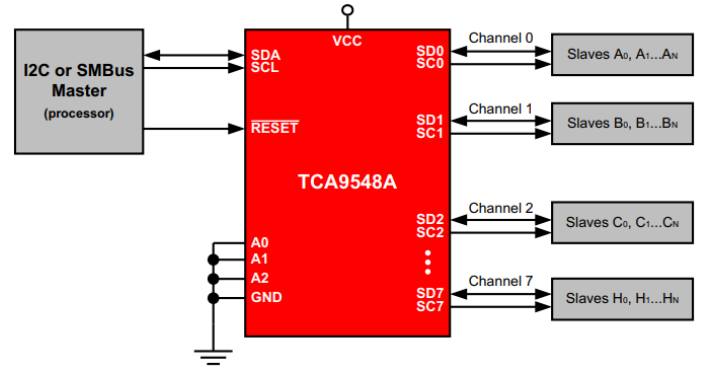 I2C or SMBus
Master
(processor)
VCC
SDA
SCL
RESET
TCA9548A
A0
A1
A2
GND
SD0
SC0
SD1
SC1
SD2
SC2
SD7
SC7
Channel 0
Slaves A0, A1...AN
Channel 1
Slaves B0, B1...BN
Channel 2
Slaves C0, C1...CN
Channel 7
Slaves H0, H1...HN